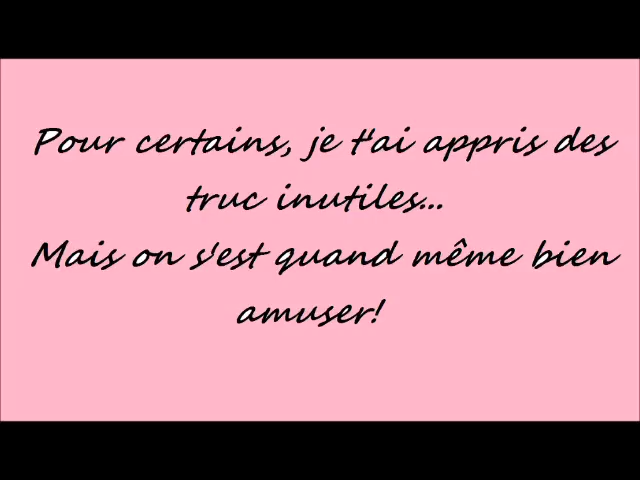 Pour certains, je t'ai appris des
truc inutiles...
Mais on s'est quand même bien
amuser!